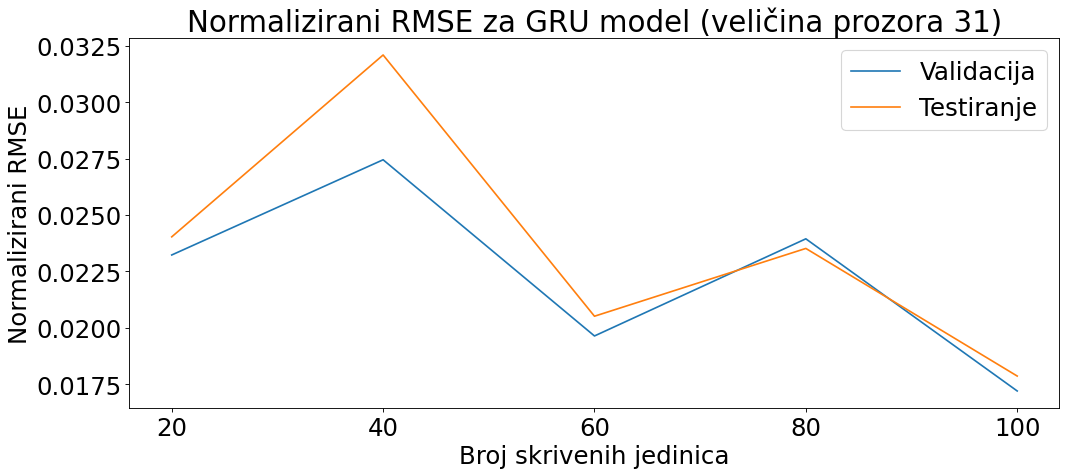 Normalizirani RMSE za GRU model (veličina prozora 31)
Normalizirani RMSE
0.0325
0.0300
0.0275
0.0250
0.0225
0.0200
0.0175
Validacija
Testiranje
20 40 60 80 100
Broj skrivenih jedinica